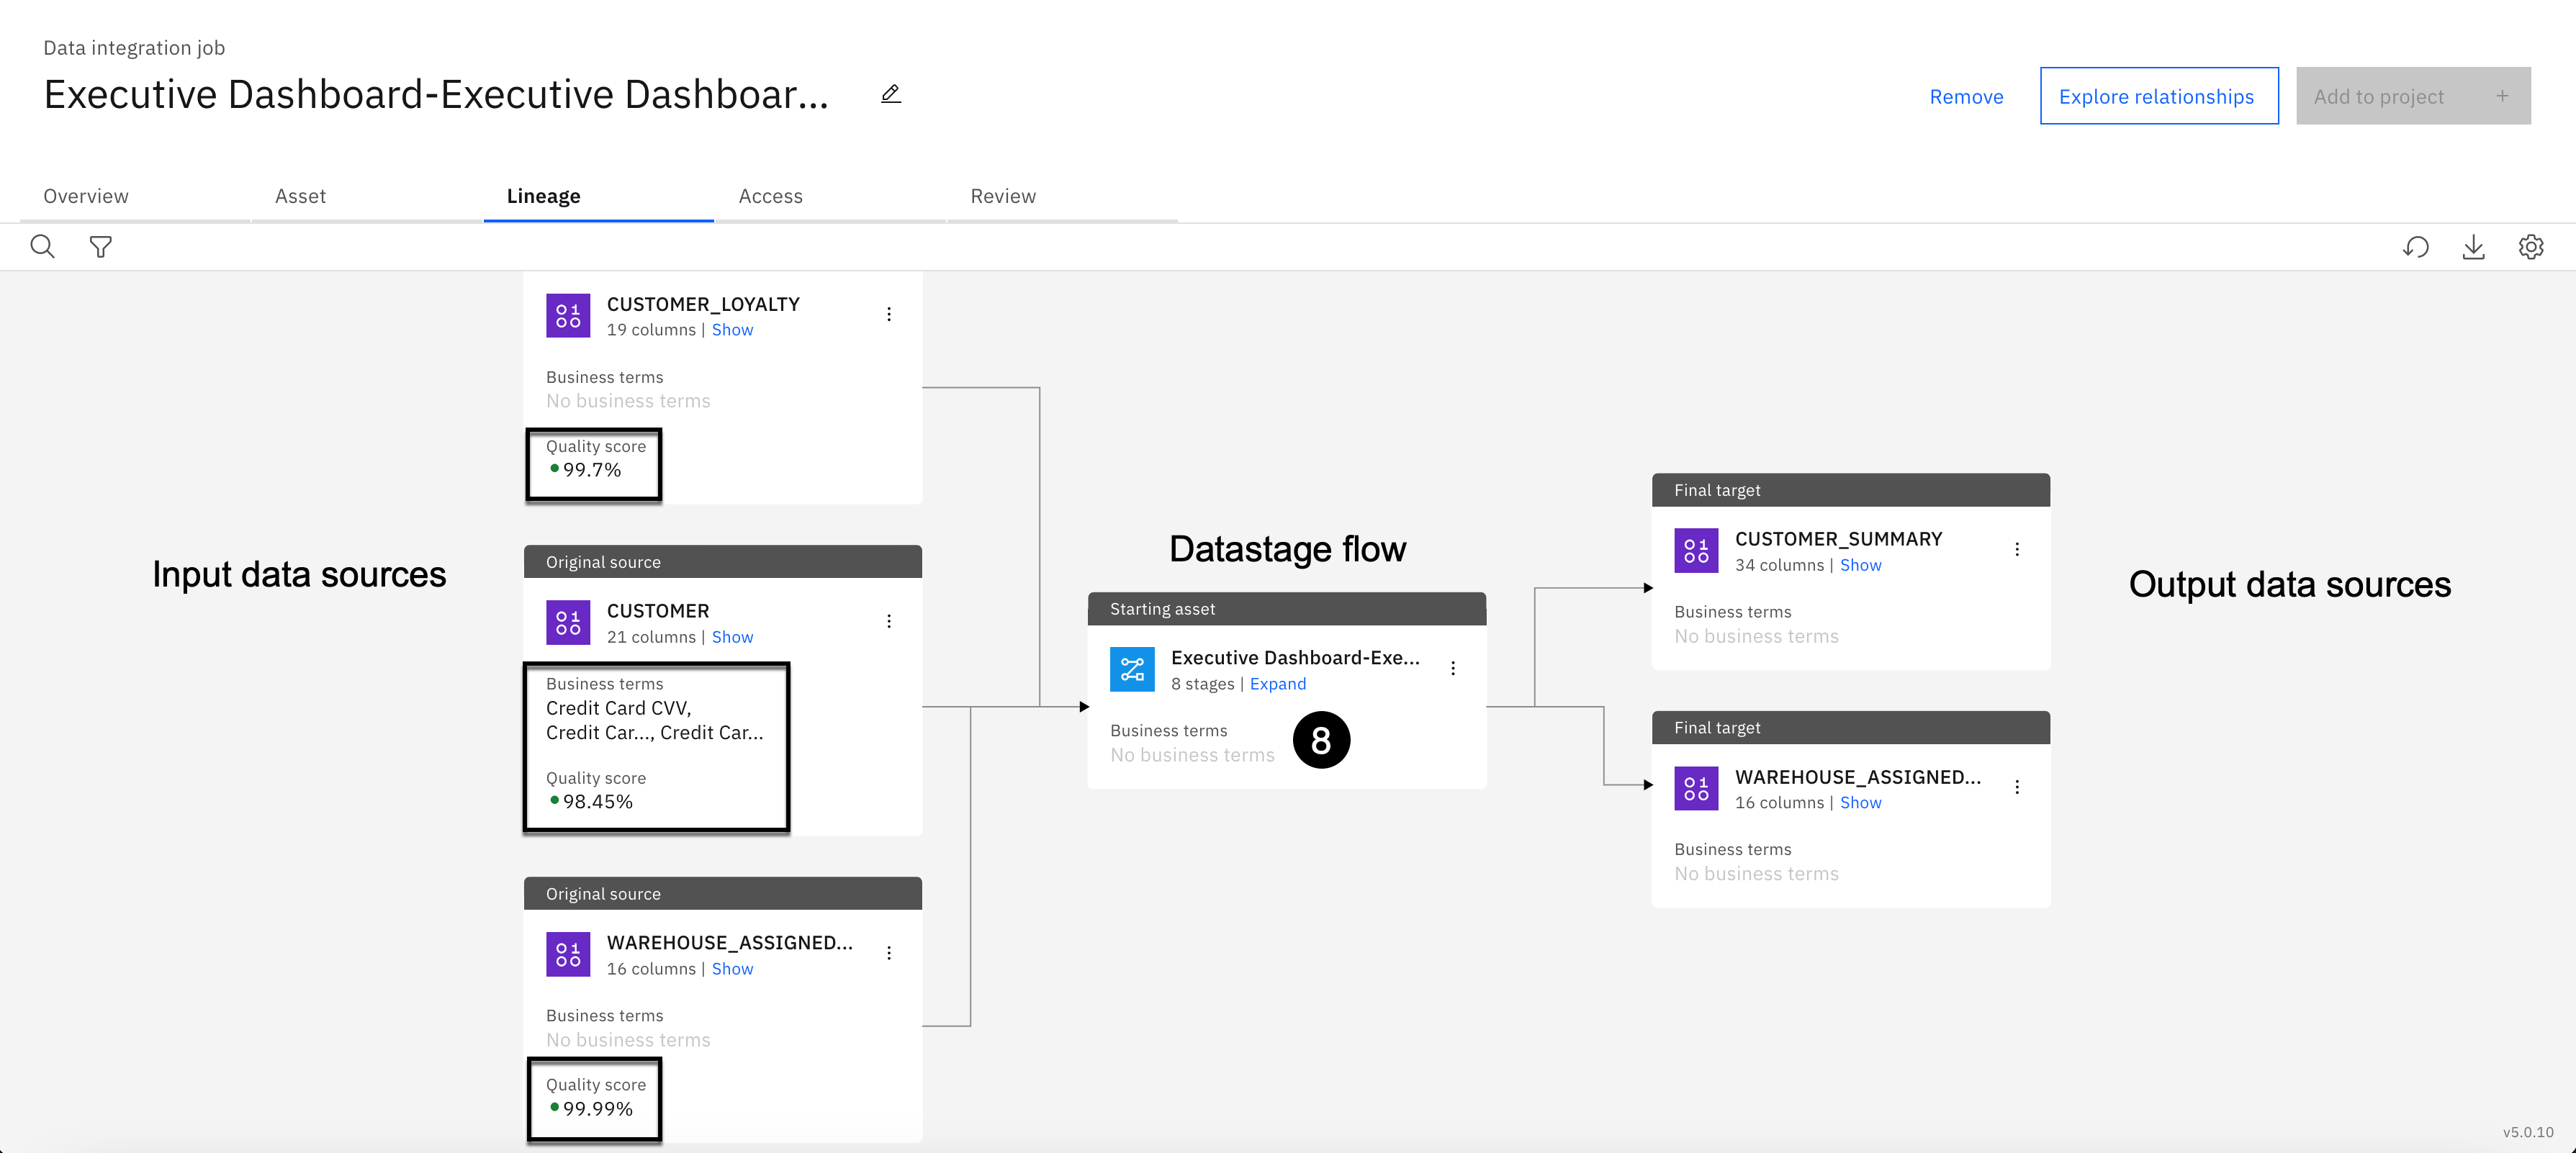 Data integration job
Executive Dashboard-Executive Dashboar...
Remove
Explore relationships
Add to project +
Overview
Asset
Lineage
Access
Review
CUSTOMER_LOYALTY
19 columns | Show
Business terms
No business terms
Quality score
99.7%
Input data sources
Original source
CUSTOMER
21 columns | Show
Business terms
Credit Card CVV,
Credit Car..., Credit Car...
Quality score
98.45%
Original source
WAREHOUSE_ASSIGNED...
16 columns | Show
Business terms
No business terms
Quality score
99.99%
Datastage flow
Starting asset
Executive Dashboard-Exe...
8 stages | Expand
Business terms
No business terms
8
Final target
CUSTOMER_SUMMARY
34 columns | Show
Business terms
No business terms
Final target
WAREHOUSE_ASSIGNED...
16 columns | Show
Business terms
No business terms
Output data sources
v5.0.10